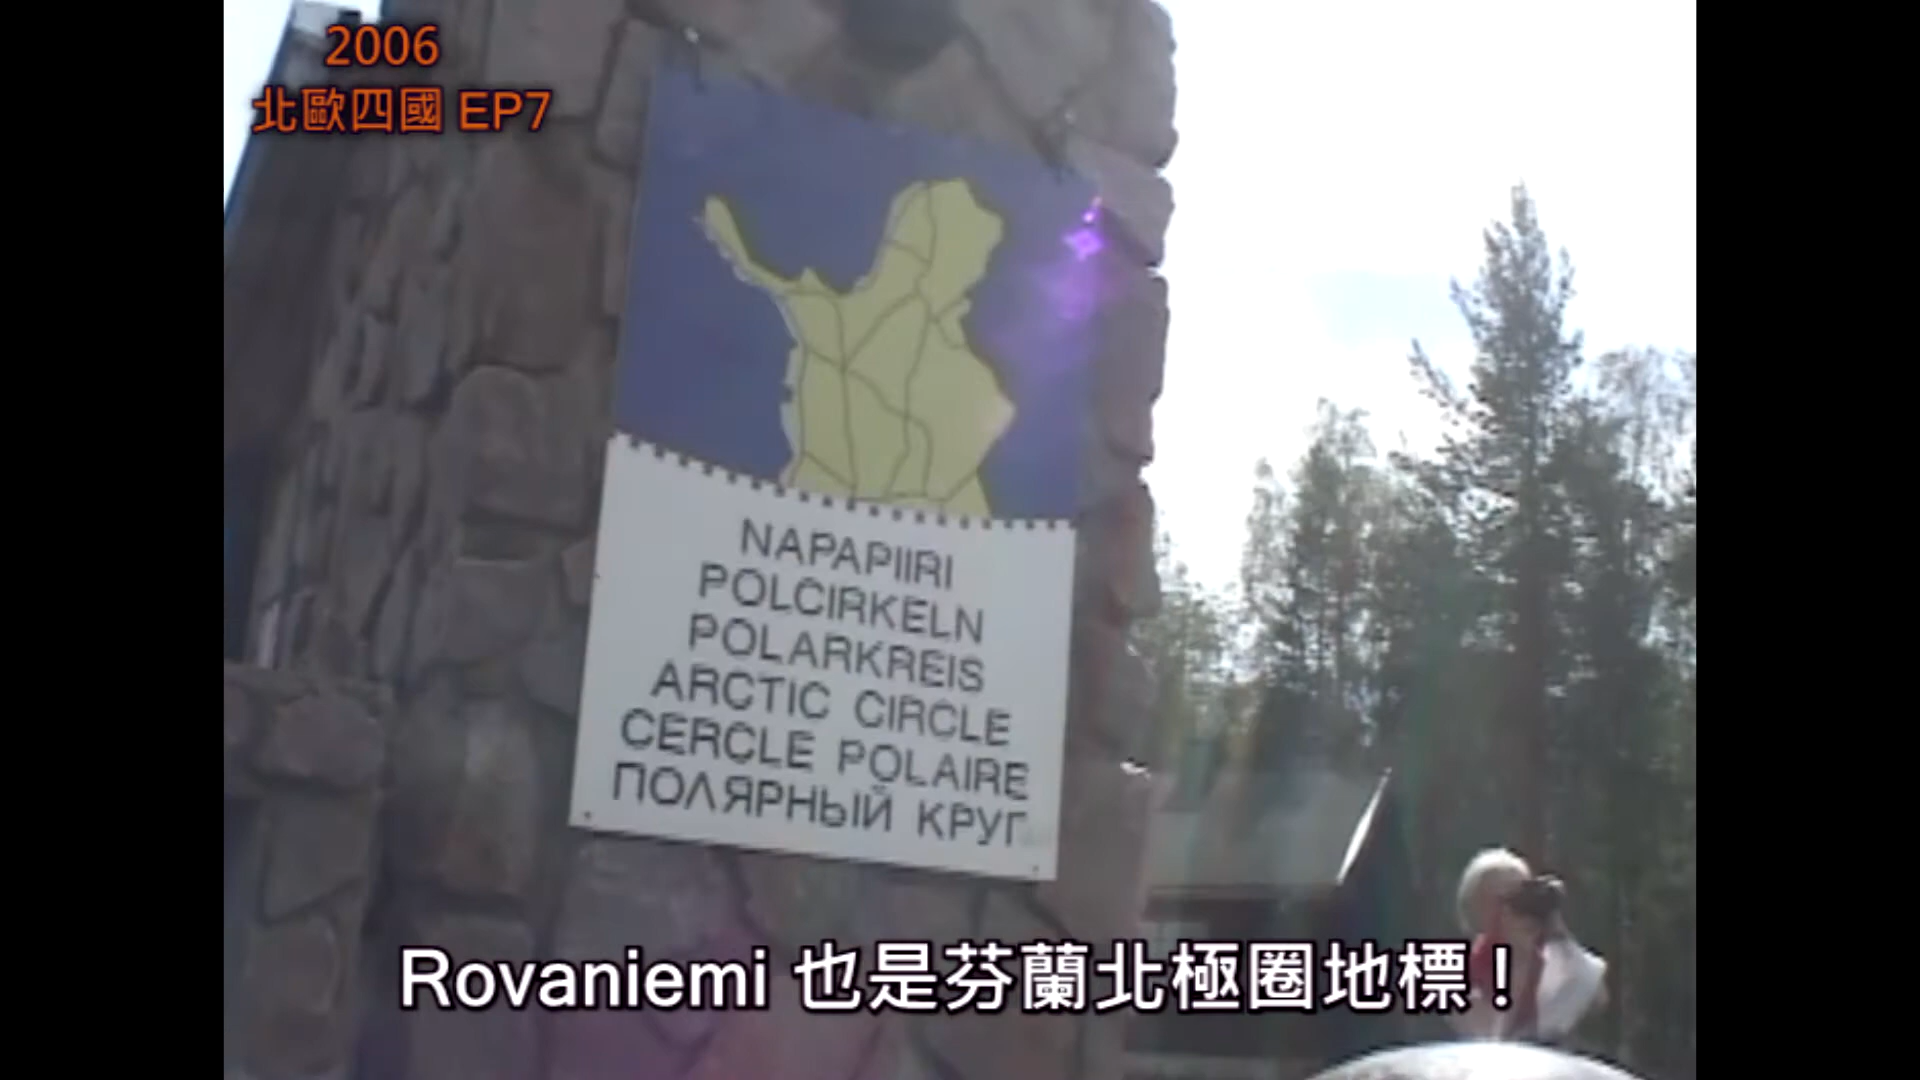 2006
北歐四國 EP7
NAPAPIIRI
POLCIRKELN
POLARKREIS
ARCTIC CIRCLE
CERCLE POLAIRE
ПОЛЯРНЫЙ КРУГ
Rovaniemi 也是芬蘭北極圈地標！